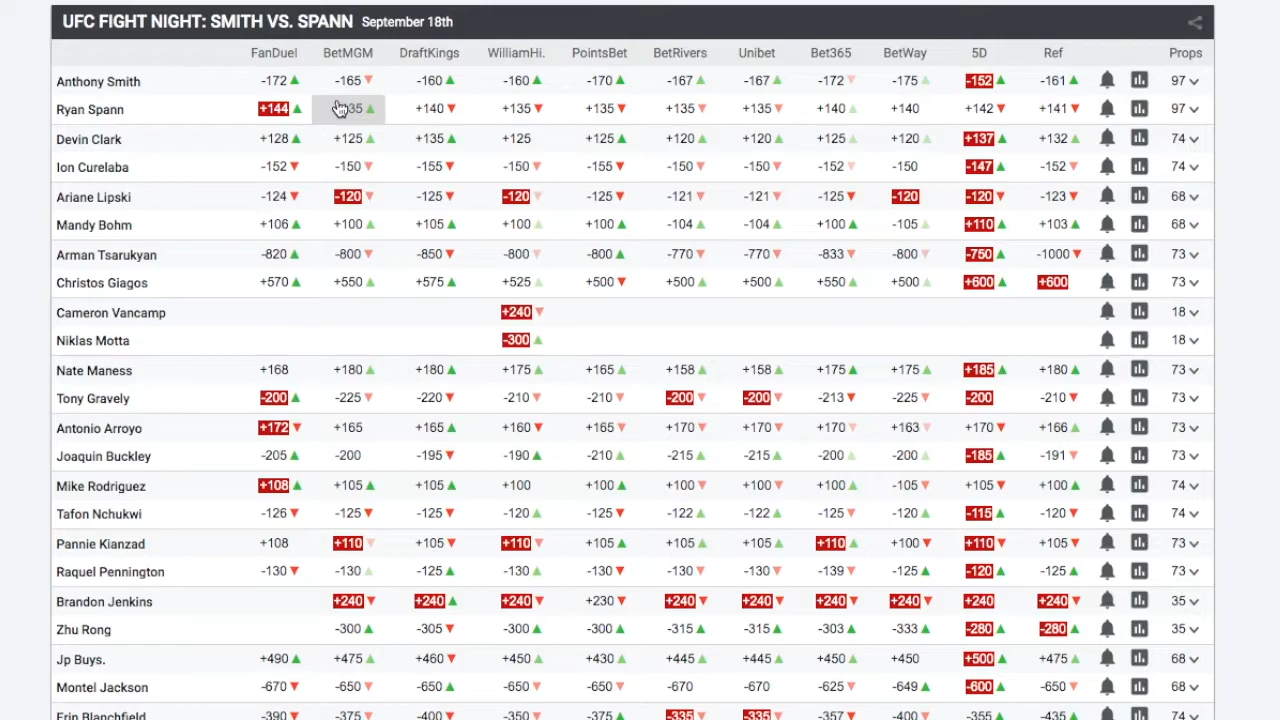 UFC FIGHT NIGHT: SMITH VS. SPANN September 18th
FanDuel BetMGM DraftKings WilliamHi. PointsBet BetRivers Unibet Bet365 BetWay 5D Ref Props
Anthony Smith -172 -165 -160 -160 -170 -167 -167 -172 -175 -152 -161 97
Ryan Spann +144 +140 +135 +135 +135 +135 +140 +140 +142 +141 97
Devin Clark +128 +125 +135 +125 +125 +120 +120 +125 +120 +137 +132 74
Ion Curelaba -152 -150 -155 -150 -155 -150 -150 -152 -150 -147 -152 74
Ariane Lipski -124 -120 -125 -120 -125 -121 -121 -125 -120 -120 -123 68
Mandy Bohm +106 +100 +105 +100 +100 -104 -104 +100 -105 +110 +103 68
Arman Tsarukyan -820 -800 -850 -800 -800 -770 -770 -833 -800 -750 -1000 73
Christos Giagos +570 +550 +575 +525 +500 +500 +500 +550 +500 +600 +600 73
Cameron Vancamp +240 18
Niklas Motta -300 18
Nate Maness +168 +180 +180 +175 +165 +158 +158 +175 +175 +185 +180 73
Tony Gravely -200 -225 -220 -210 -210 -200 -200 -213 -225 -200 -210 73
Antonio Arroyo +172 +165 +165 +160 +165 +170 +170 +170 +163 +170 +166 73
Joaquin Buckley -205 -200 -195 -190 -210 -215 -215 -200 -200 -185 -191 73
Mike Rodriguez +108 +105 +105 +100 +100 +100 +100 +100 -105 +105 +100 74
Tafon Nchukwi -126 -125 -125 -120 -125 -122 -122 -125 -120 -115 -120 74
Pannie Kianzad +108 +110 +105 +110 +105 +105 +105 +110 +100 +110 +105 73
Raquel Pennington -130 -130 -125 -130 -130 -130 -130 -139 -125 -120 -125 73
Brandon Jenkins +240 +240 +240 +230 +240 +240 +240 +240 +240 +240 35
Zhu Rong -300 -305 -300 -300 -315 -315 -303 -333 -280 -280 35
Jp Buys. +490 +475 +460 +450 +430 +445 +445 +450 +450 +500 +475 68
Montel Jackson -670 -650 -650 -650 -650 -670 -670 -625 -649 -600 -650 68
Erin Blanchfield -390 -375 -400 -350 -375 -335 -335 -357 -400 -355 -435 74